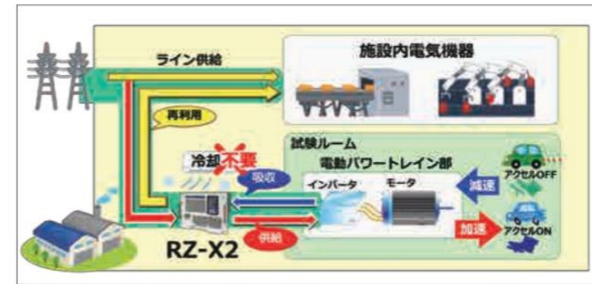 ライン供給
施設内電気機器
再利用
冷却不要
吸収
試験ルーム
電動パワートレイン部
インバータ
モータ
減速
アクセルOFF
加速
アクセルON
供給
RZ-X2